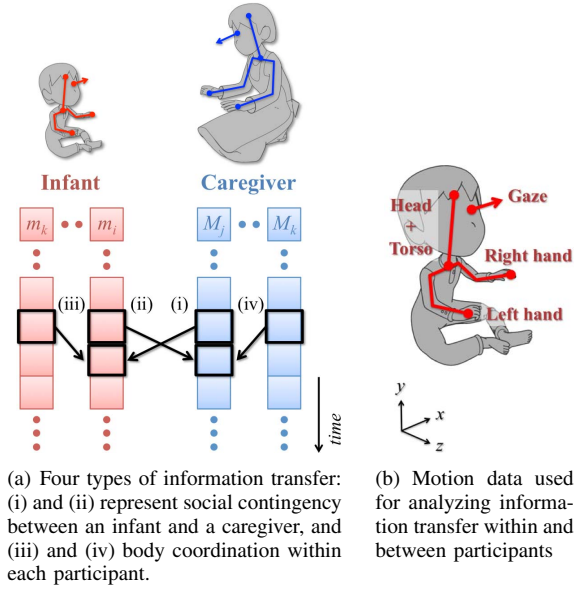 Infant
Caregiver
m_k m_i M_j M_k
(iii) (ii) (i) (iv)
time
(a) Four types of information transfer:
(i) and (ii) represent social contingency
between an infant and a caregiver, and
(iii) and (iv) body coordination within
each participant.
Head
+
Torso
Gaze
Right hand
Left hand
y
x
z
(b) Motion data used
for analyzing informa-
tion transfer within and
between participants